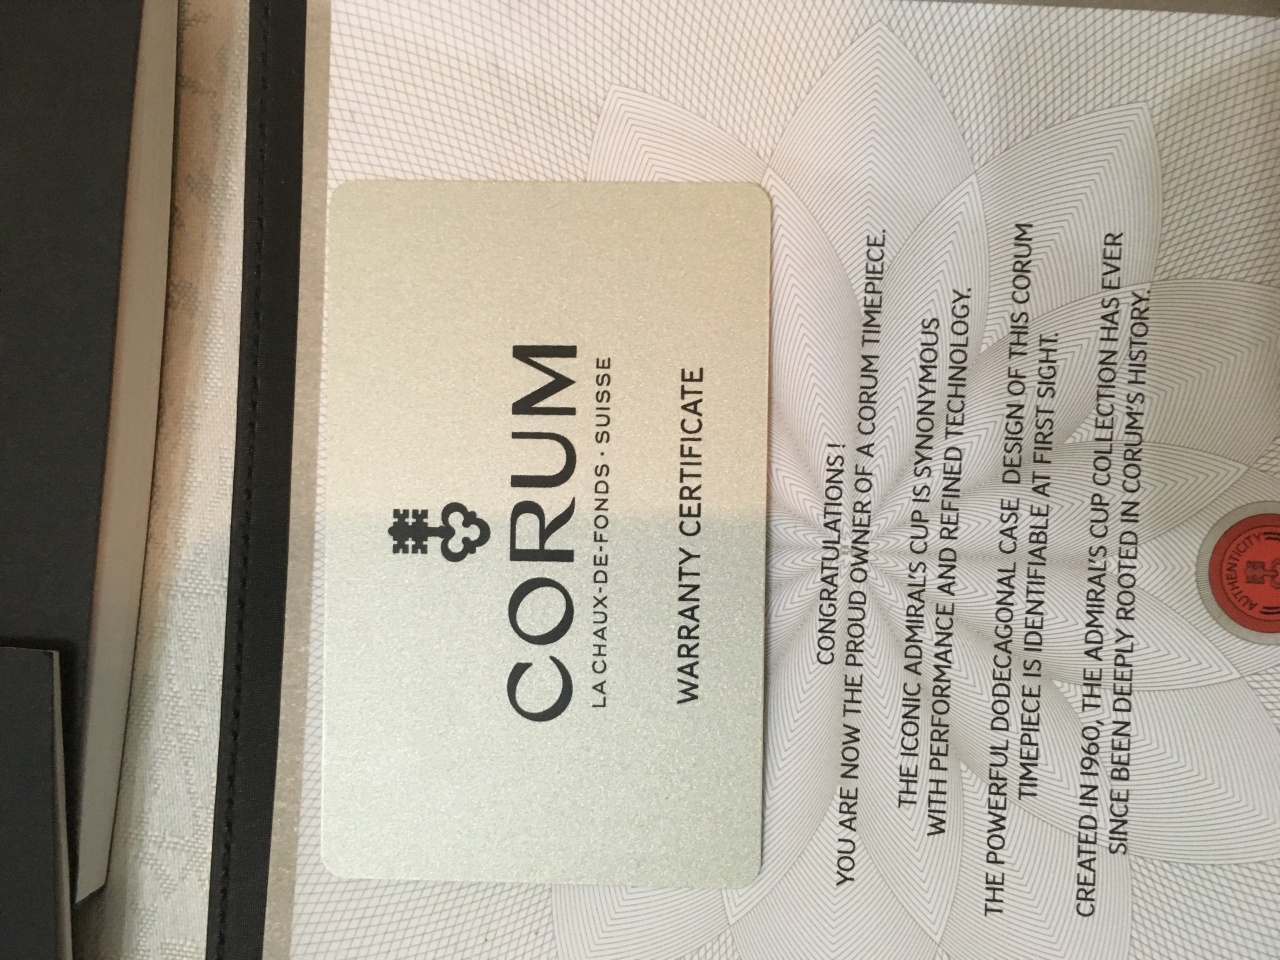 CORUM
LA CHAUX-DE-FONDS · SUISSE
WARRANTY CERTIFICATE
CONGRATULATIONS !
YOU ARE NOW THE PROUD OWNER OF A CORUM TIMEPIECE.
THE ICONIC ADMIRAL'S CUP IS SYNONYMOUS
WITH PERFORMANCE AND REFINED TECHNOLOGY.
THE POWERFUL DODECAGONAL CASE DESIGN OF THIS CORUM
TIMEPIECE IS IDENTIFIABLE AT FIRST SIGHT.
CREATED IN 1960, THE ADMIRAL'S CUP COLLECTION HAS EVER
SINCE BEEN DEEPLY ROOTED IN CORUM'S HISTORY.
AUTHENTICITY